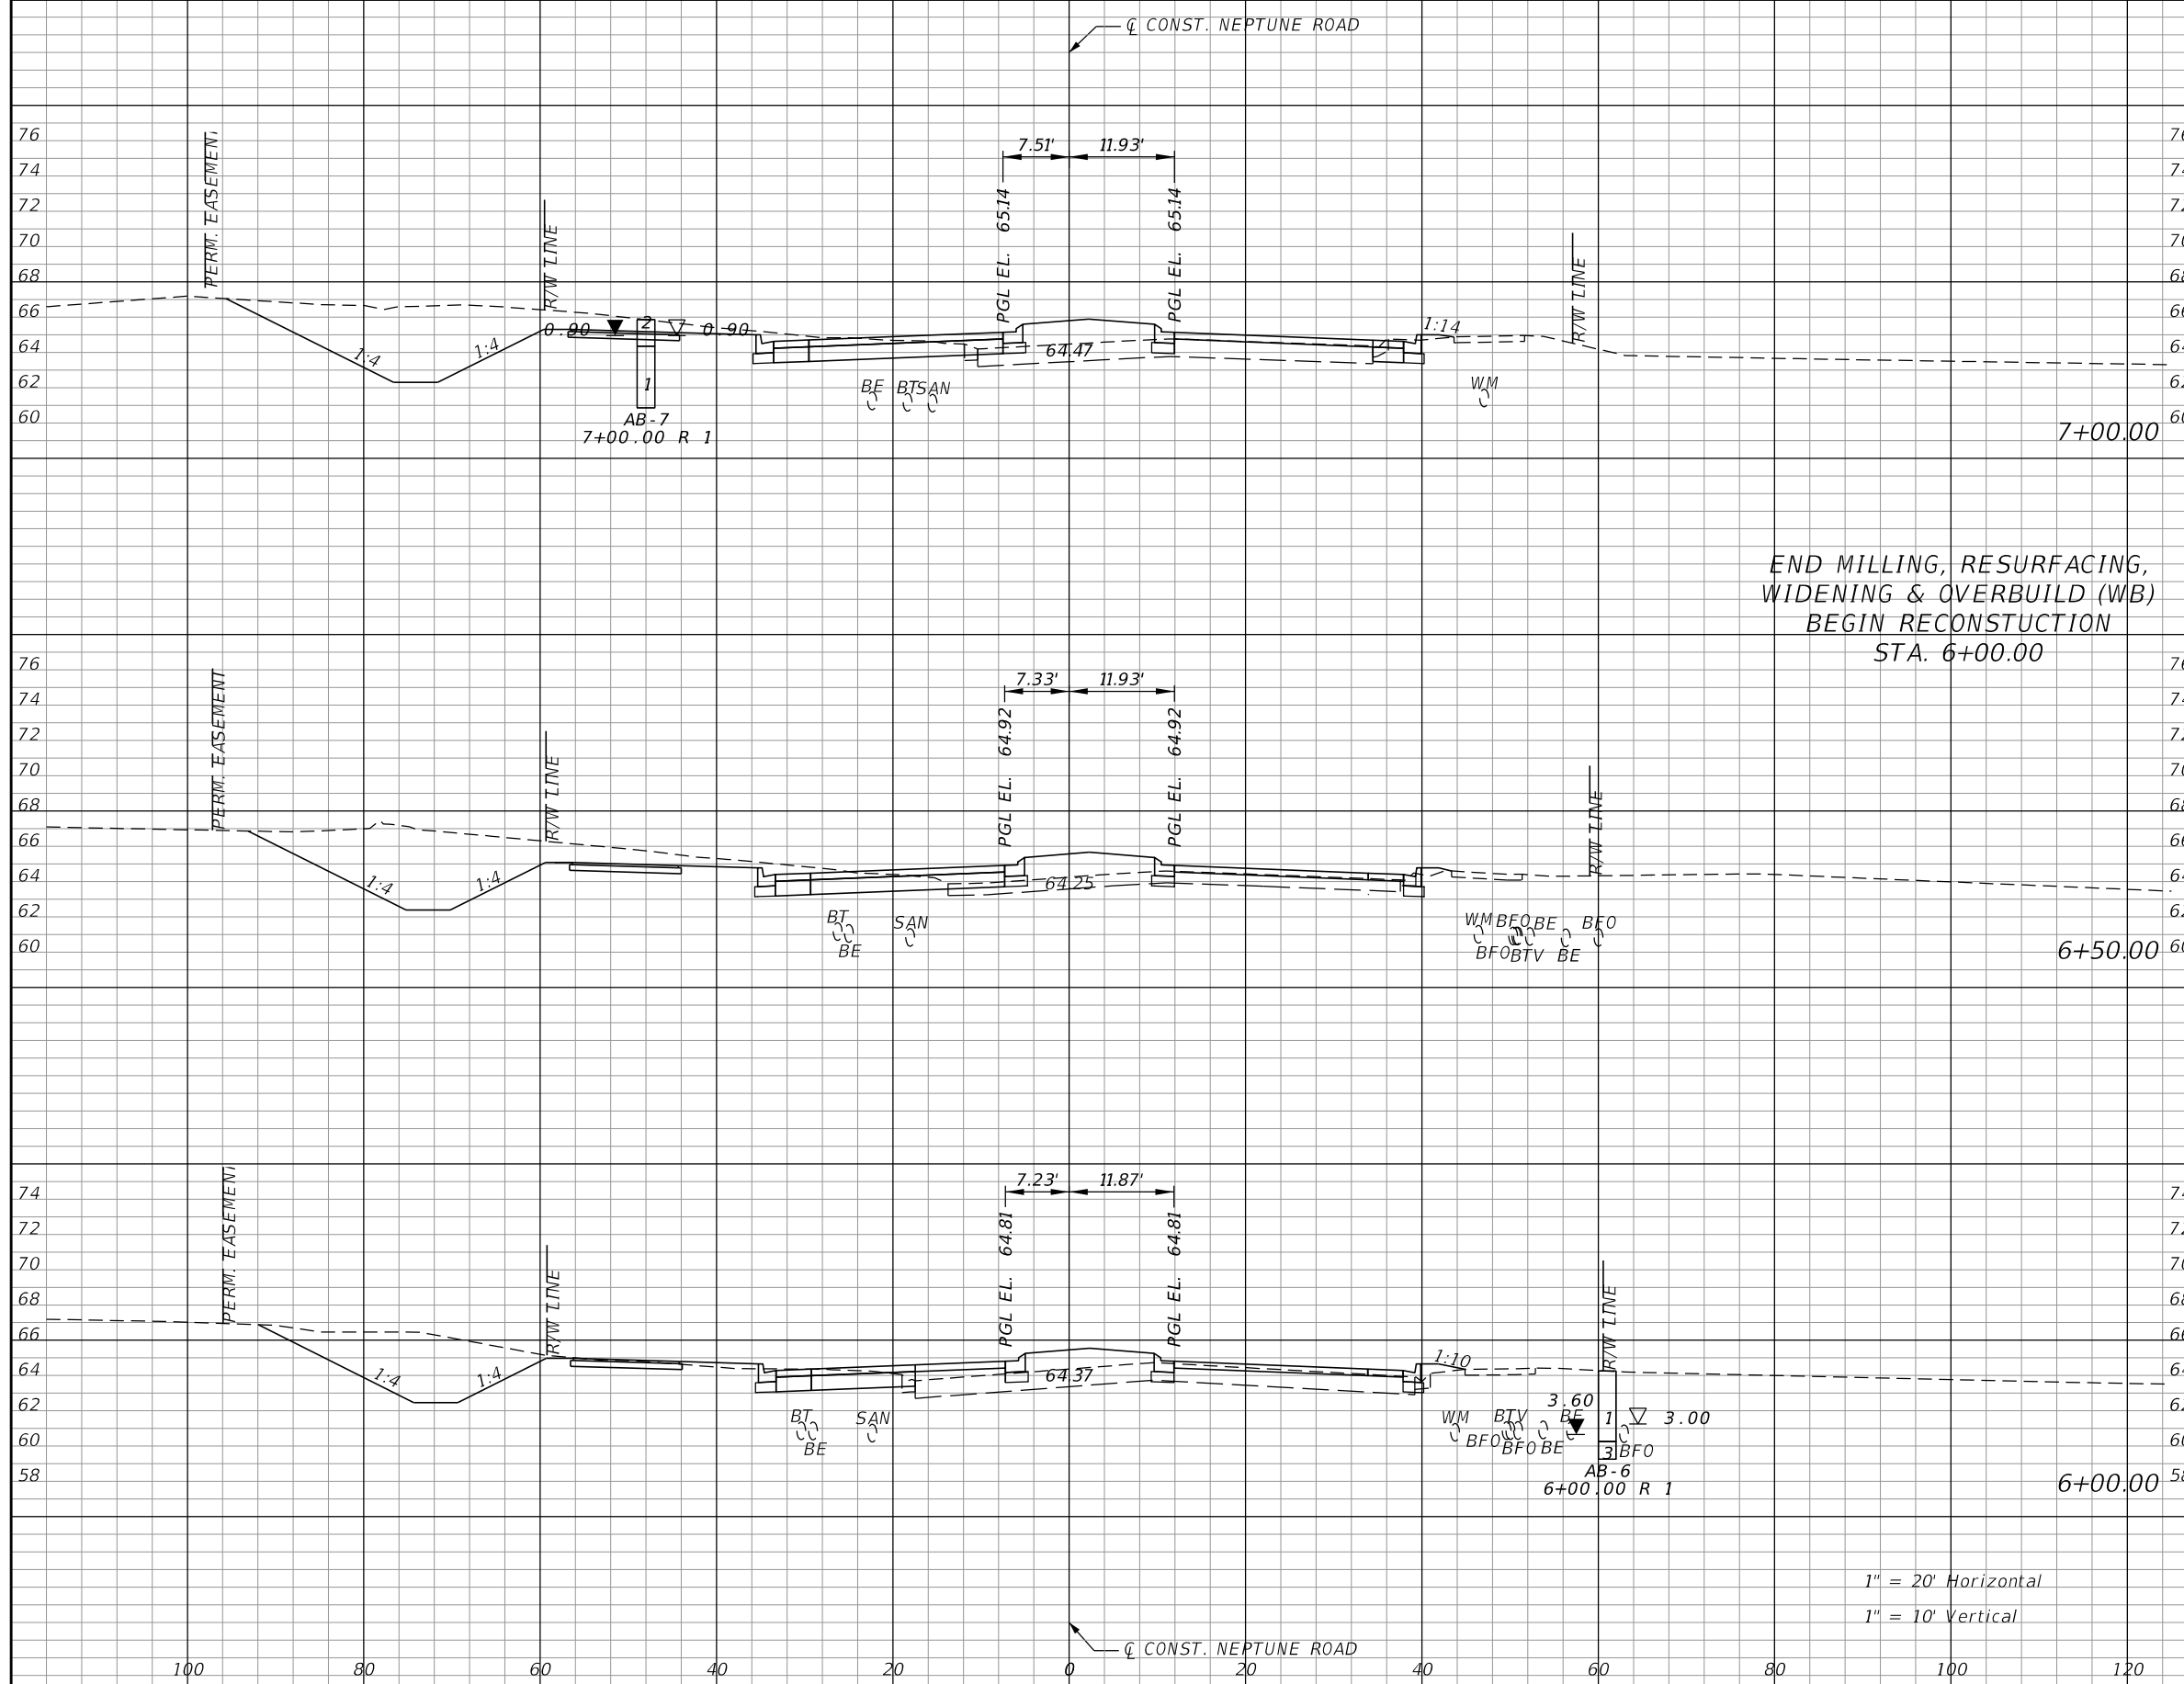 ℄ CONST. NEPTUNE ROAD
7.51' 11.93'
76
74
72
70
68
66
64
62
60
PERM. EASEMENT
R/W LINE
PGL EL. 65.14
PGL EL. 65.14
R/W LINE
0.90 2 0.90
1:4 1:4
64.47
1:14
1
BE BT SAN
WM
AB-7
7+00.00 R 1
7+00.00
END MILLING, RESURFACING,
WIDENING & OVERBUILD (WB)
BEGIN RECONSTUCTION
STA. 6+00.00
7.33' 11.93'
76
74
72
70
68
66
64
62
60
PERM. EASEMENT
R/W LINE
PGL EL. 64.92
PGL EL. 64.92
R/W LINE
1:4 1:4
64.25
BT SAN
BE
WM BFO BE BFO
BFO BTV BE
6+50.00
7.23' 11.87'
74
72
70
68
66
64
62
60
58
PERM. EASEMENT
R/W LINE
PGL EL. 64.81
PGL EL. 64.81
R/W LINE
1:4 1:4
64.37
1:10
3.60
BT SAN
BE
WM BTV BE 1 3.00
BFO BFO BE 3 BFO
AB-6
6+00.00 R 1
6+00.00
1" = 20' Horizontal
1" = 10' Vertical
℄ CONST. NEPTUNE ROAD
100 80 60 40 20 0 20 40 60 80 100 120